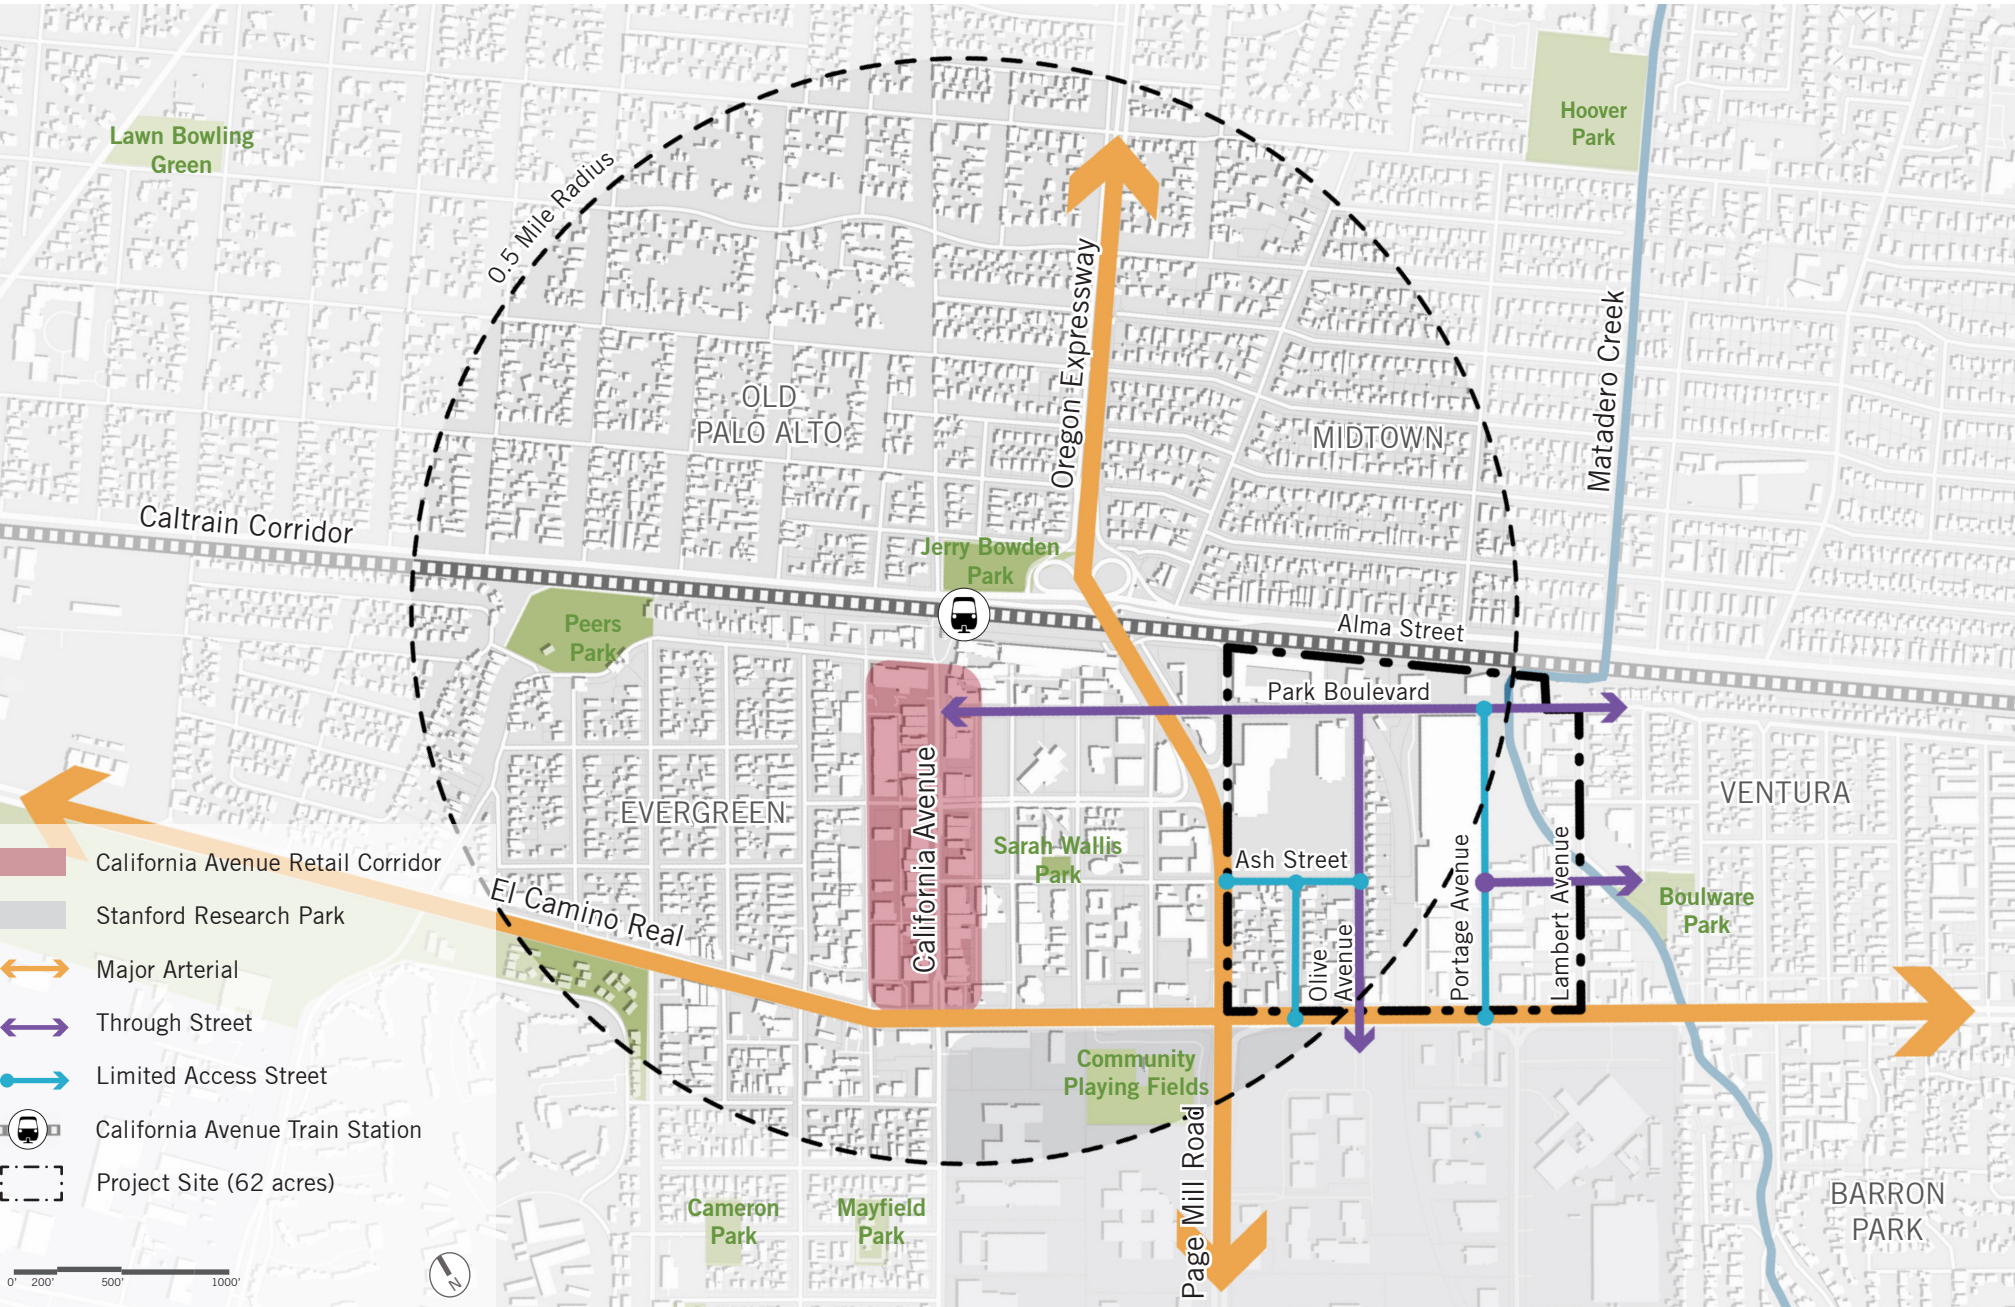 Lawn Bowling
Green
Hoover
Park
0.5 Mile Radius
Oregon Expressway
Matadero Creek
OLD
PALO ALTO
MIDTOWN
Caltrain Corridor
Jerry Bowden
Park
Peers
Park
Alma Street
Park Boulevard
California Avenue
EVERGREEN
VENTURA
Sarah Wallis
Park
Ash Street
Olive
Avenue
Portage Avenue
Lambert Avenue
Boulware
Park
El Camino Real
Community
Playing Fields
Page Mill Road
Cameron
Park
Mayfield
Park
BARRON
PARK
California Avenue Retail Corridor
Stanford Research Park
Major Arterial
Through Street
Limited Access Street
California Avenue Train Station
Project Site (62 acres)
0' 200' 500' 1000'
N